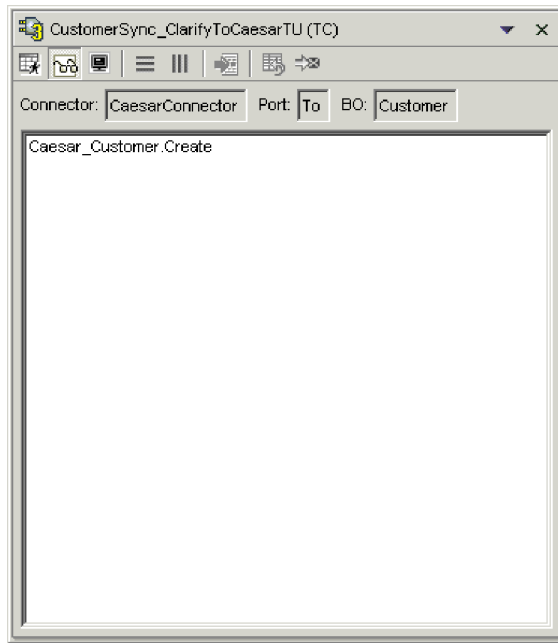 CustomerSync_ClarifyToCaesarTU (TC)
Connector: CaesarConnector Port: To BO: Customer
Caesar_Customer.Create